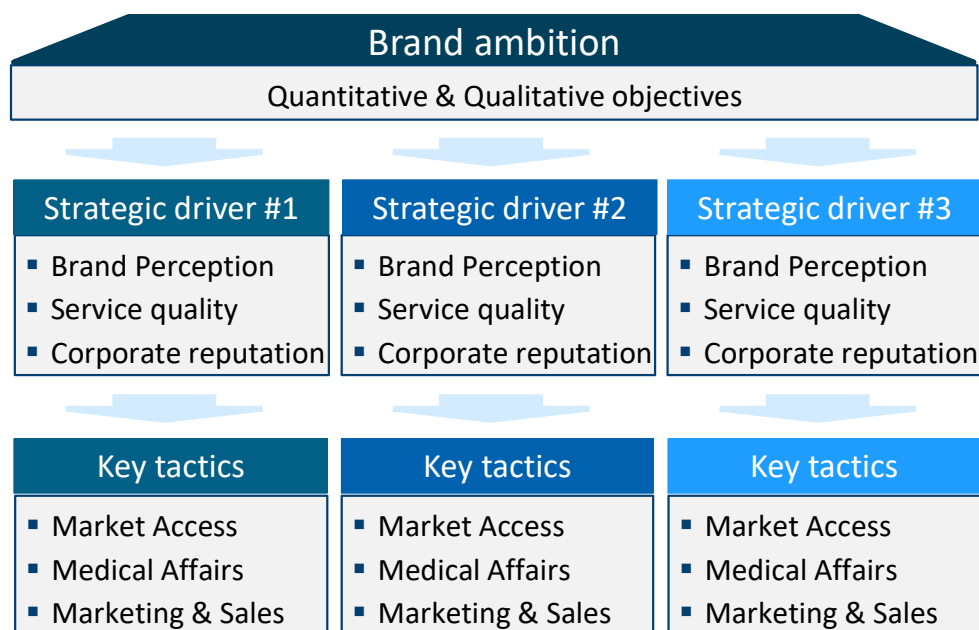 Brand ambition
Quantitative & Qualitative objectives
Strategic driver #1
Brand Perception
Service quality
Corporate reputation
Strategic driver #2
Brand Perception
Service quality
Corporate reputation
Strategic driver #3
Brand Perception
Service quality
Corporate reputation
Key tactics
Market Access
Medical Affairs
Marketing & Sales
Key tactics
Market Access
Medical Affairs
Marketing & Sales
Key tactics
Market Access
Medical Affairs
Marketing & Sales